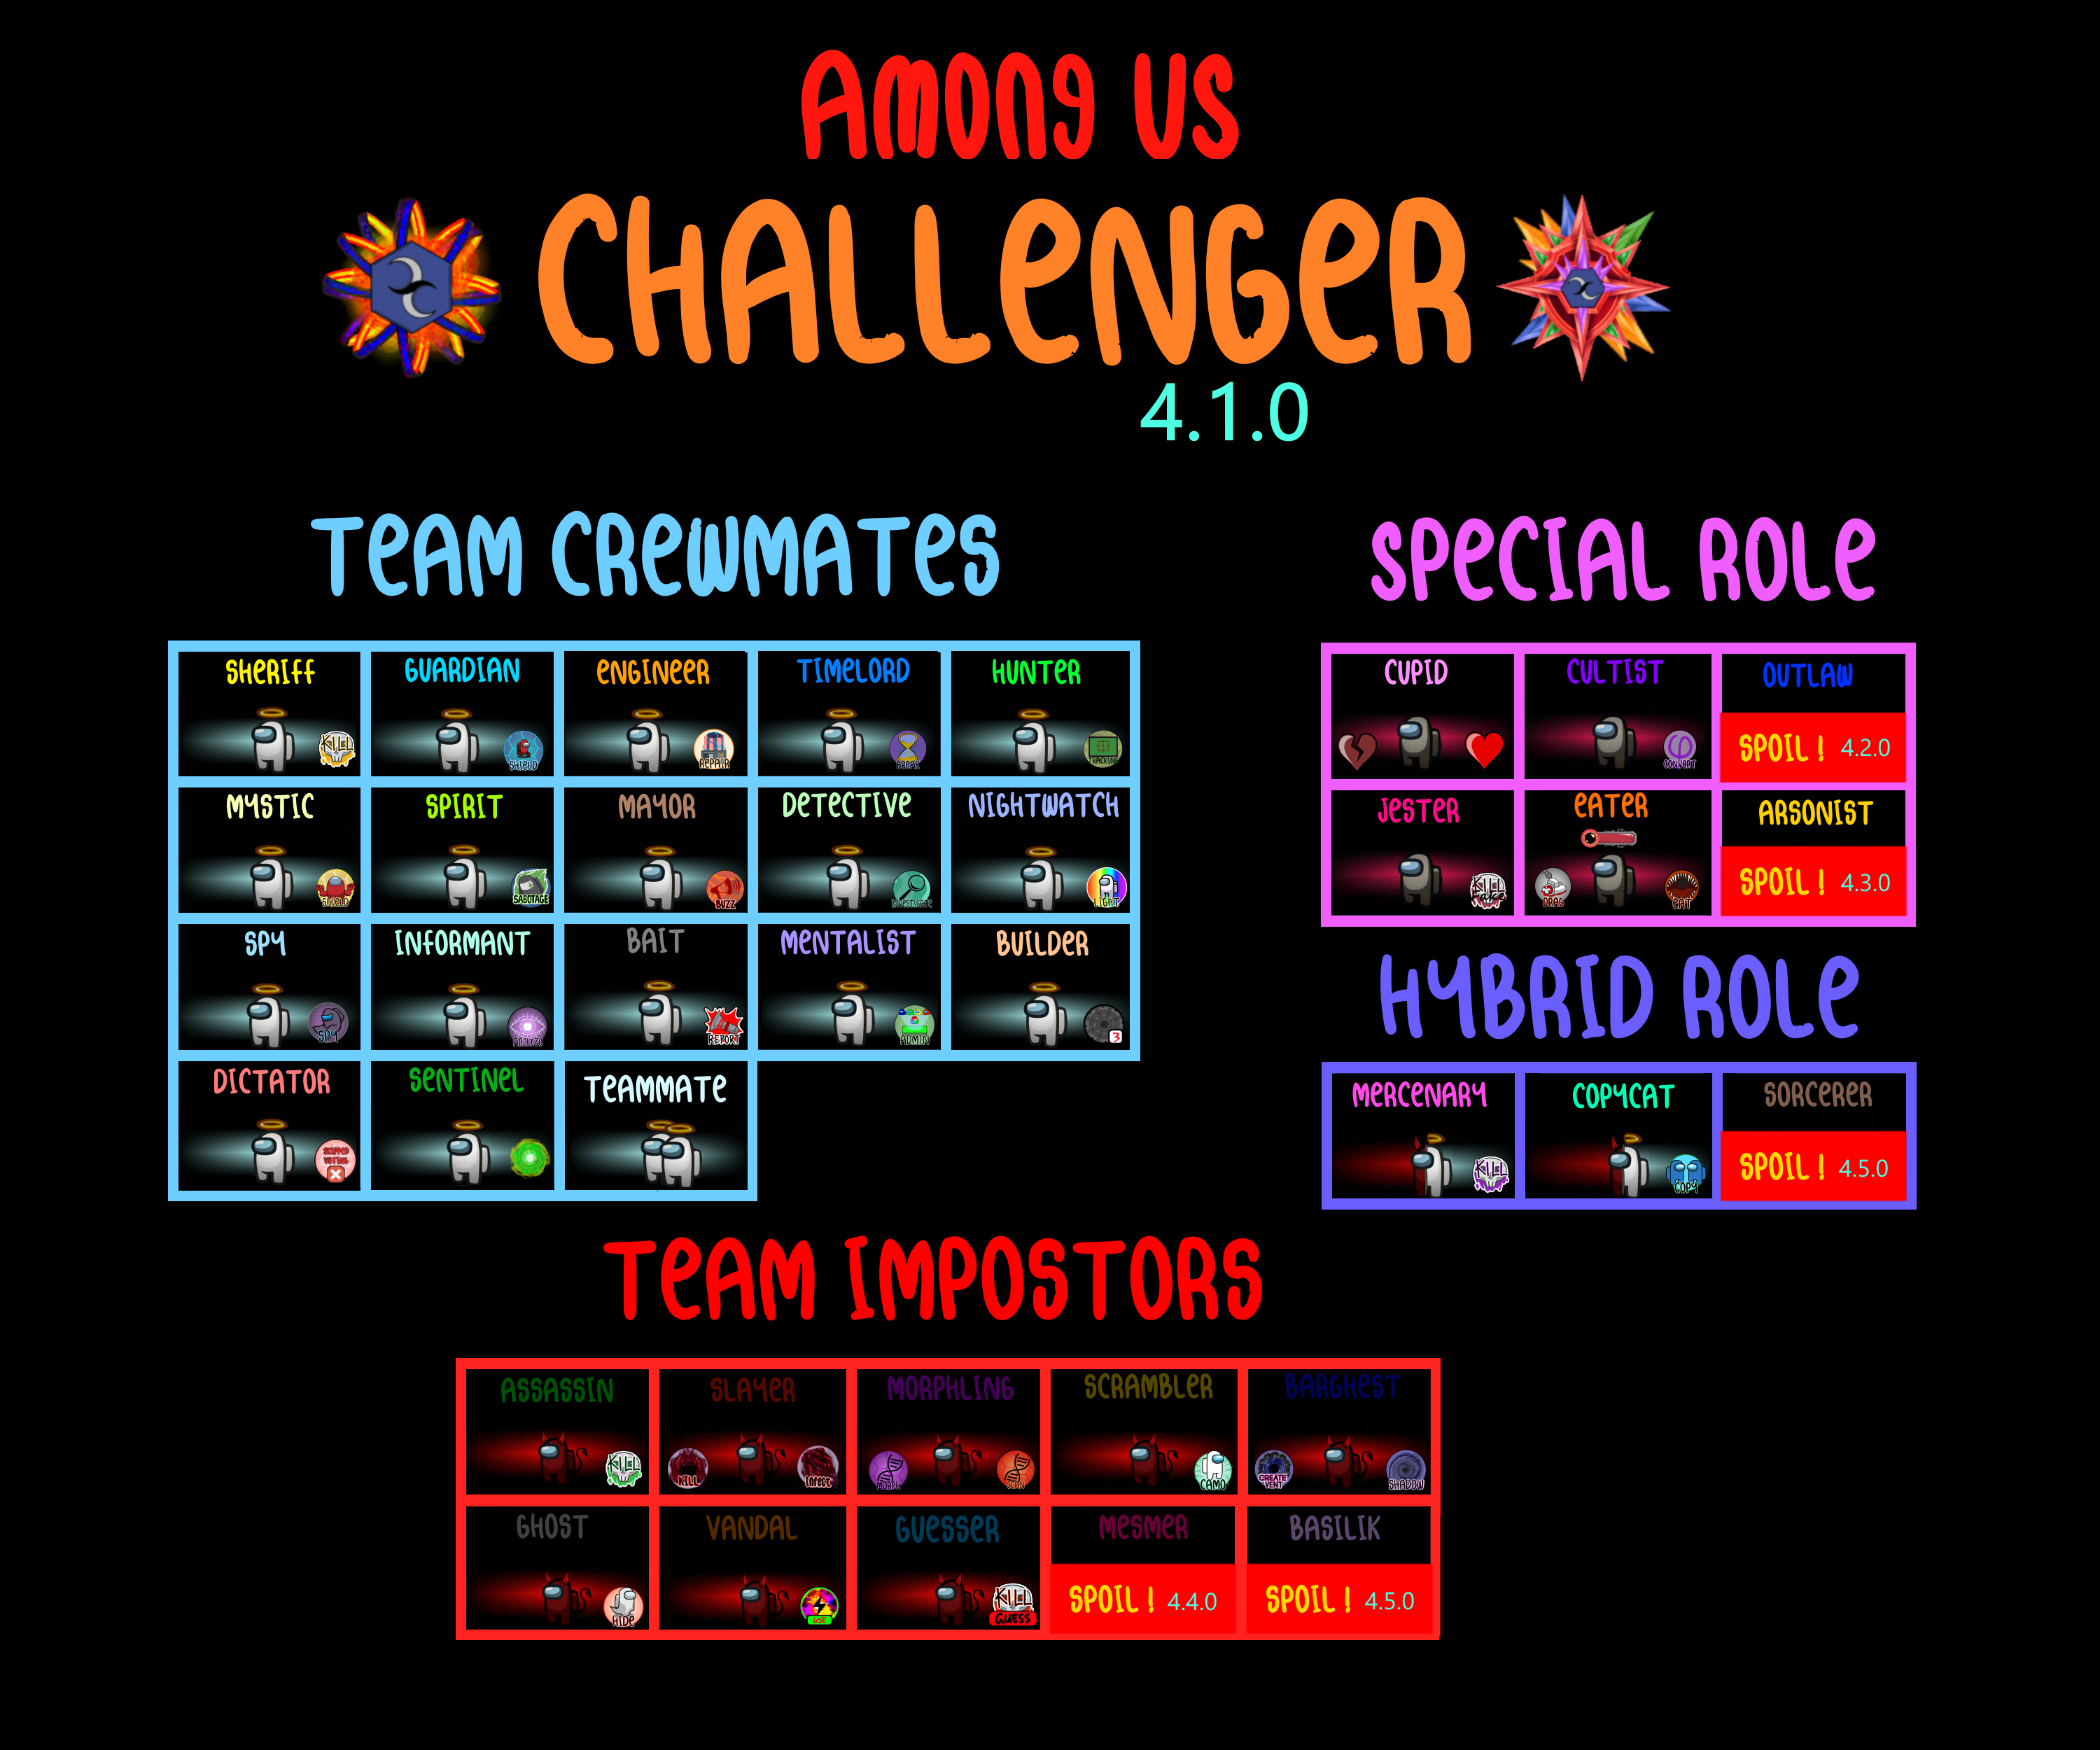 AMONG US
CHALLENGER
4.1.0
TEAM CREWMATES
SHERIFF GUARDIAN ENGINEER TIMELORD HUNTER
KILL SHIELD REPAIR BREAK TRACKING
MYSTIC SPIRIT MAYOR DETECTIVE NIGHTWATCH
SHIELD SABOTAGE BUZZ INVESTIGATE LIGHT
SPY INFORMANT BAIT MENTALIST BUILDER
SPY ANALYZE REPORT ADMIN 3
DICTATOR SENTINEL TEAMMATE
SKIPPED VOTING
SPECIAL ROLE
CUPID CULTIST OUTLAW
CONVERT SPOIL ! 4.2.0
JESTER EATER ARSONIST
KILL DRAG EAT SPOIL ! 4.3.0
HYBRID ROLE
MERCENARY COPYCAT SORCERER
KILL COPY SPOIL ! 4.5.0
TEAM IMPOSTORS
ASSASSIN SLAYER MORPHLING SCRAMBLER BARGHEST
KILL KILL MORPH SCAN CAMO CREATE VENT SHADOW
GHOST VANDAL GUESSER MESMER BASILIK
HIDE USE KILL GUESS SPOIL ! 4.4.0 SPOIL ! 4.5.0